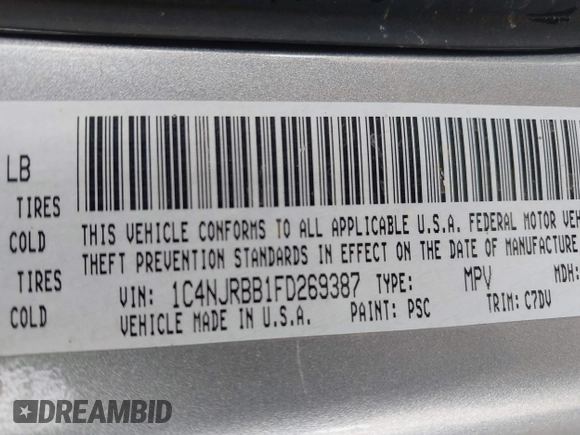 LB
TIRES
COLD
THIS VEHICLE CONFORMS TO ALL APPLICABLE U.S.A. FEDERAL MOTOR VEH
THEFT PREVENTION STANDARDS IN EFFECT ON THE DATE OF MANUFACTURE
TIRES
COLD
VIN: 1C4NJRBB1FD269387 TYPE: MPV MDH:
VEHICLE MADE IN U.S.A. PAINT: PSC TRIM: C7DV
DREAMBID